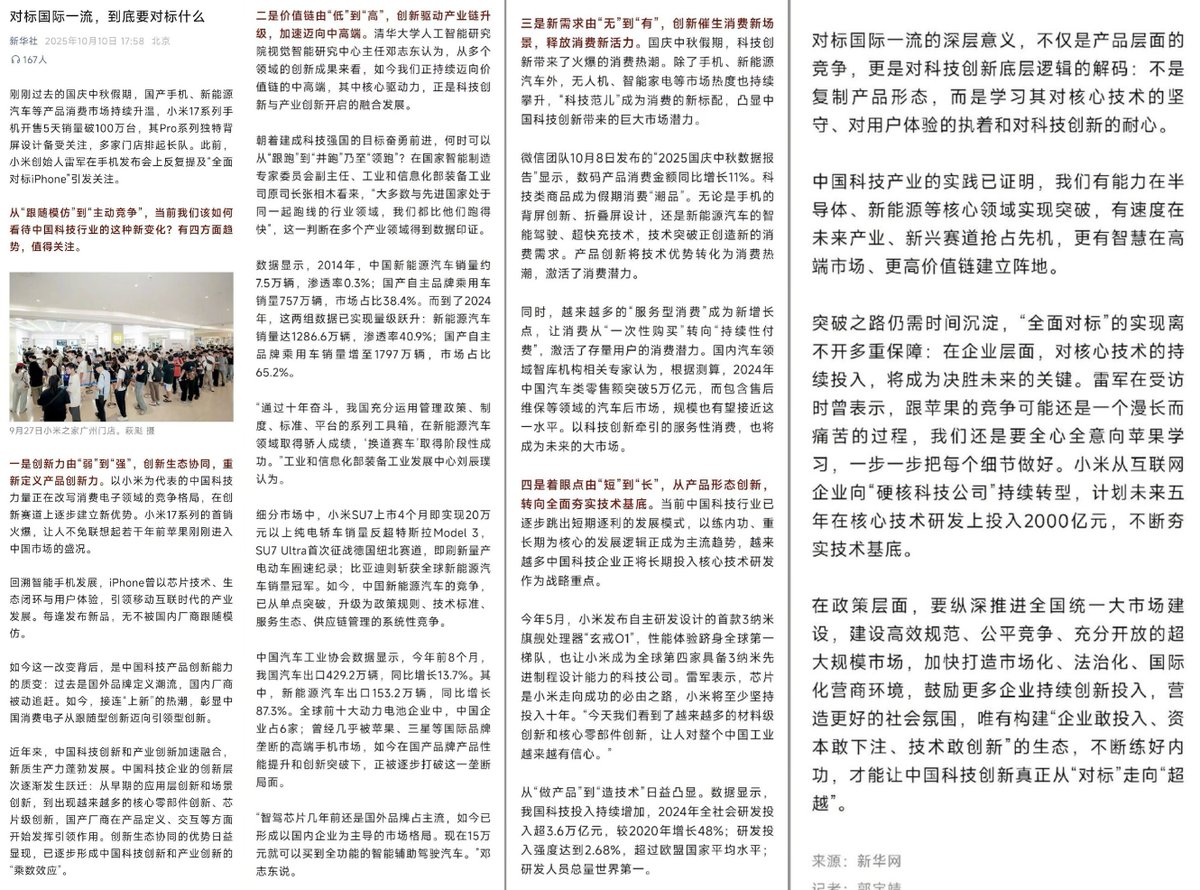 对标国际一流，到底要对标什么
新华社 2025年10月10日 17:58 北京
167人
刚刚过去的国庆中秋假期，国产手机、新能源
汽车等产品消费市场持续升温，小米17系列手
机开售5天销量破100万台，其Pro系列独特背
屏设计备受关注，多家门店排起长队。此前，
小米创始人雷军在手机发布会上反复提及“全面
对标iPhone”引发关注。
从“跟随模仿”到“主动竞争”，当前我们该如何
看待中国科技行业的这种新变化？有四方面趋
势，值得关注。
9月27日小米之家广州门店。萩彪 摄
一是创新力由“弱”到“强”，创新生态协同，重
新定义产品创新力。以小米为代表的中国科技
力量正在改写消费电子领域的竞争格局，在创
新赛道上逐步建立新优势。小米17系列的首销
火爆，让人不免联想起若干年前苹果刚刚进入
中国市场的盛况。
回溯智能手机发展，iPhone曾以芯片技术、生
态闭环与用户体验，引领移动互联时代的产业
发展。每逢发布新品，无不被国内厂商跟随模
仿。
如今这一改变背后，是中国科技产品创新能力
的质变：过去是国外品牌定义潮流，国内厂商
被动追赶。如今，接连“上新”的热潮，彰显中
国消费电子从跟随型创新迈向引领型创新。
近年来，中国科技创新和产业创新加速融合，
新质生产力蓬勃发展。中国科技企业的创新层
次逐渐发生跃迁：从早期的应用层创新和场景
创新，到出现越来越多的核心零部件创新、芯
片级创新，国产厂商在产品定义、交互等方面
开始发挥引领作用。创新生态协同的优势日益
显现，已逐步形成中国科技创新和产业创新的
“乘数效应”。
二是价值链由“低”到“高”，创新驱动产业链升
级，加速迈向中高端。清华大学人工智能研究
院视觉智能研究中心主任邓志东认为，从多个
领域的创新成果来看，如今我们正持续迈向价
值链的中高端，其中核心驱动力，正是科技创
新与产业创新开启的融合发展。
朝着建成科技强国的目标奋勇前进，何时可以
从“跟跑”到“并跑”乃至“领跑”？在国家智能制造
专家委员会副主任、工业和信息化部装备工业
司原司长张相木看来，“大多数与先进国家处于
同一起跑线的行业领域，我们都比他们跑得
快”，这一判断在多个产业领域得到数据印证。
数据显示，2014年，中国新能源汽车销量约
7.5万辆，渗透率0.3%；国产自主品牌乘用车
销量757万辆，市场占比38.4%。而到了2024
年，这两组数据已实现量级跃升：新能源汽车
销量达1286.6万辆，渗透率40.9%；国产自主
品牌乘用车销量增至1797万辆，市场占比
65.2%。
“通过十年奋斗，我国充分运用管理政策、制
度、标准、平台的系列工具箱，在新能源汽车
领域取得骄人成绩，‘换道赛车’取得阶段性成
功。”工业和信息化部装备工业发展中心刘辰璞
认为。
细分市场中，小米SU7上市4个月即实现20万
元以上纯电轿车销量反超特斯拉Model 3，
SU7 Ultra首次征战德国纽北赛道，即刷新量产
电动车圈速纪录；比亚迪则斩获全球新能源汽
车销量冠军。如今，中国新能源汽车的竞争，
已从单点突破，升级为政策规则、技术标准、
服务生态、供应链管理的系统性竞争。
中国汽车工业协会数据显示，今年前8个月，
我国汽车出口429.2万辆，同比增长13.7%。其
中，新能源汽车出口153.2万辆，同比增长
87.3%。全球前十大动力电池企业中，中国企
业占6家；曾经几乎被苹果、三星等国际品牌
垄断的高端手机市场，如今在国产品牌产品性
能提升和创新突破下，正被逐步打破这一垄断
局面。
“智驾芯片几年前还是国外品牌占主流，如今已
形成以国内企业为主导的市场格局。现在15万
元就可以买到全功能的智能辅助驾驶汽车。”邓
志东说。
三是新需求由“无”到“有”，创新催生消费新场
景，释放消费新活力。国庆中秋假期，科技创
新带来了火爆的消费热潮。除了手机、新能源
汽车外，无人机、智能家电等市场热度也持续
攀升，“科技范儿”成为消费的新标配，凸显中
国科技创新带来的巨大市场潜力。
微信团队10月8日发布的“2025国庆中秋数据报
告”显示，数码产品消费金额同比增长11%。科
技类商品成为假期消费“潮品”。无论是手机的
背屏创新、折叠屏设计，还是新能源汽车的智
能驾驶、超快充技术，技术突破正创造新的消
费需求。产品创新将技术优势转化为消费热
潮，激活了消费潜力。
同时，越来越多的“服务型消费”成为新增长
点，让消费从“一次性购买”转向“持续性付
费”，激活了存量用户的消费潜力。国内汽车领
域智库机构相关专家认为，根据测算，2024年
中国汽车类零售额突破5万亿元，而包含售后
维保等领域的汽车后市场，规模也有望接近这
一水平。以科技创新牵引的服务性消费，也将
成为未来的大市场。
四是着眼点由“短”到“长”，从产品形态创新，
转向全面夯实技术基底。当前中国科技行业已
逐步跳出短期逐利的发展模式，以练内功、重
长期为核心的发展逻辑正成为主流趋势，越来
越多中国科技企业正将长期投入核心技术研发
作为战略重点。
今年5月，小米发布自主研发设计的首款3纳米
旗舰处理器“玄戒O1”，性能体验跻身全球第一
梯队，也让小米成为全球第四家具备3纳米先
进制程设计能力的科技公司。雷军表示，芯片
是小米走向成功的必由之路，小米将至少坚持
投入十年。“今天我们看到了越来越多的材料级
创新和核心零部件创新，让人对整个中国工业
越来越有信心。”
从“做产品”到“造技术”日益凸显。数据显示，
我国科技投入持续增加，2024年全社会研发投
入超3.6万亿元，较2020年增长48%；研发投
入强度达到2.68%，超过欧盟国家平均水平；
研发人员总量世界第一。
对标国际一流的深层意义，不仅是产品层面的
竞争，更是对科技创新底层逻辑的解码：不是
复制产品形态，而是学习其对核心技术的坚
守、对用户体验的执着和对科技创新的耐心。
中国科技产业的实践已证明，我们有能力在半
导体、新能源等核心领域实现突破，有速度在
未来产业、新兴赛道抢占先机，更有智慧在高
端市场、更高价值链建立阵地。
突破之路仍需时间沉淀，“全面对标”的实现离
不开多重保障：在企业层面，对核心技术的持
续投入，将成为决胜未来的关键。雷军在受访
时曾表示，跟苹果的竞争可能还是一个漫长而
痛苦的过程，我们还是要全心全意向苹果学
习，一步一步把每个细节做好。小米从互联网
企业向“硬核科技公司”持续转型，计划未来五
年在核心技术研发上投入2000亿元，不断夯
实技术基底。
在政策层面，要纵深推进全国统一大市场建
设，建设高效规范、公平竞争、充分开放的超
大规模市场，加快打造市场化、法治化、国际
化营商环境，鼓励更多企业持续创新投入，营
造更好的社会氛围，唯有构建“企业敢投入、资
本敢下注、技术敢创新”的生态，不断练好内
功，才能让中国科技创新真正从“对标”走向“超
越”。
来源：新华网